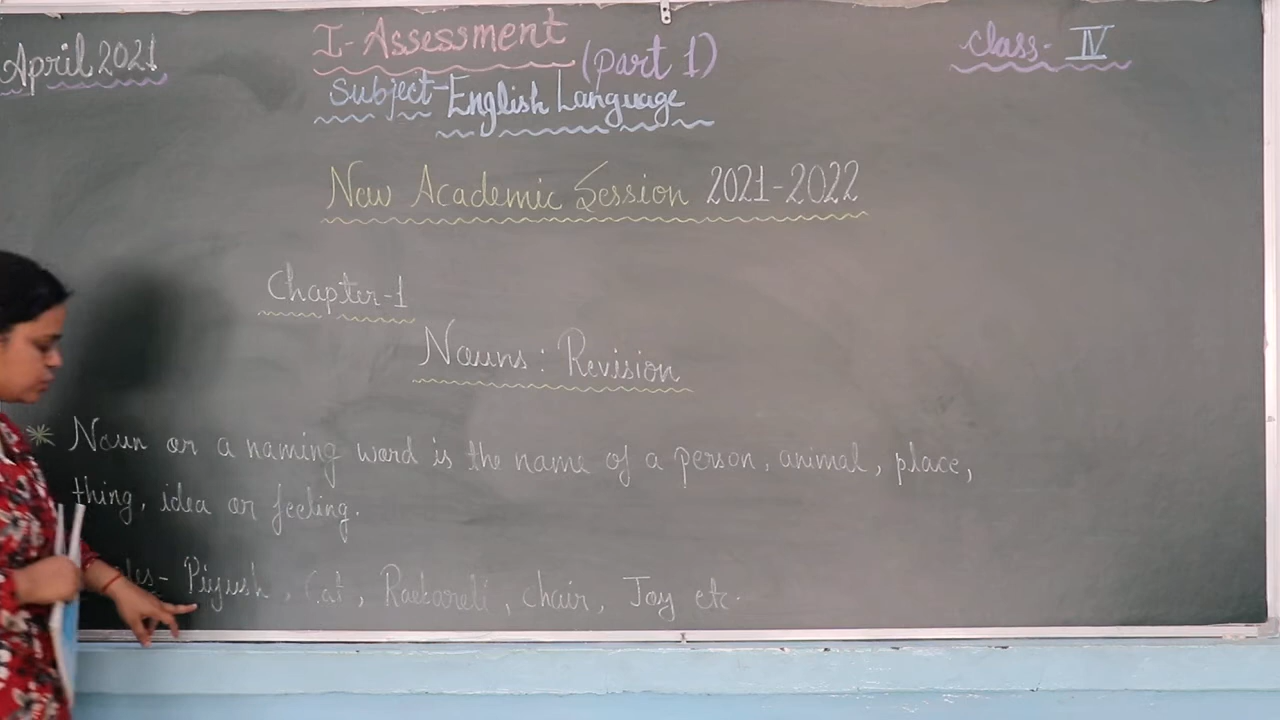 April 2021
I-Assessment (part 1)
Class- IV
Subject-English Language
New Academic Session 2021-2022
Chapter-1
Nouns: Revision
* Noun or a naming word is the name of a person, animal, place,
thing, idea or feeling.
Piyush, Cat, Raebareli, chair, Joy etc.